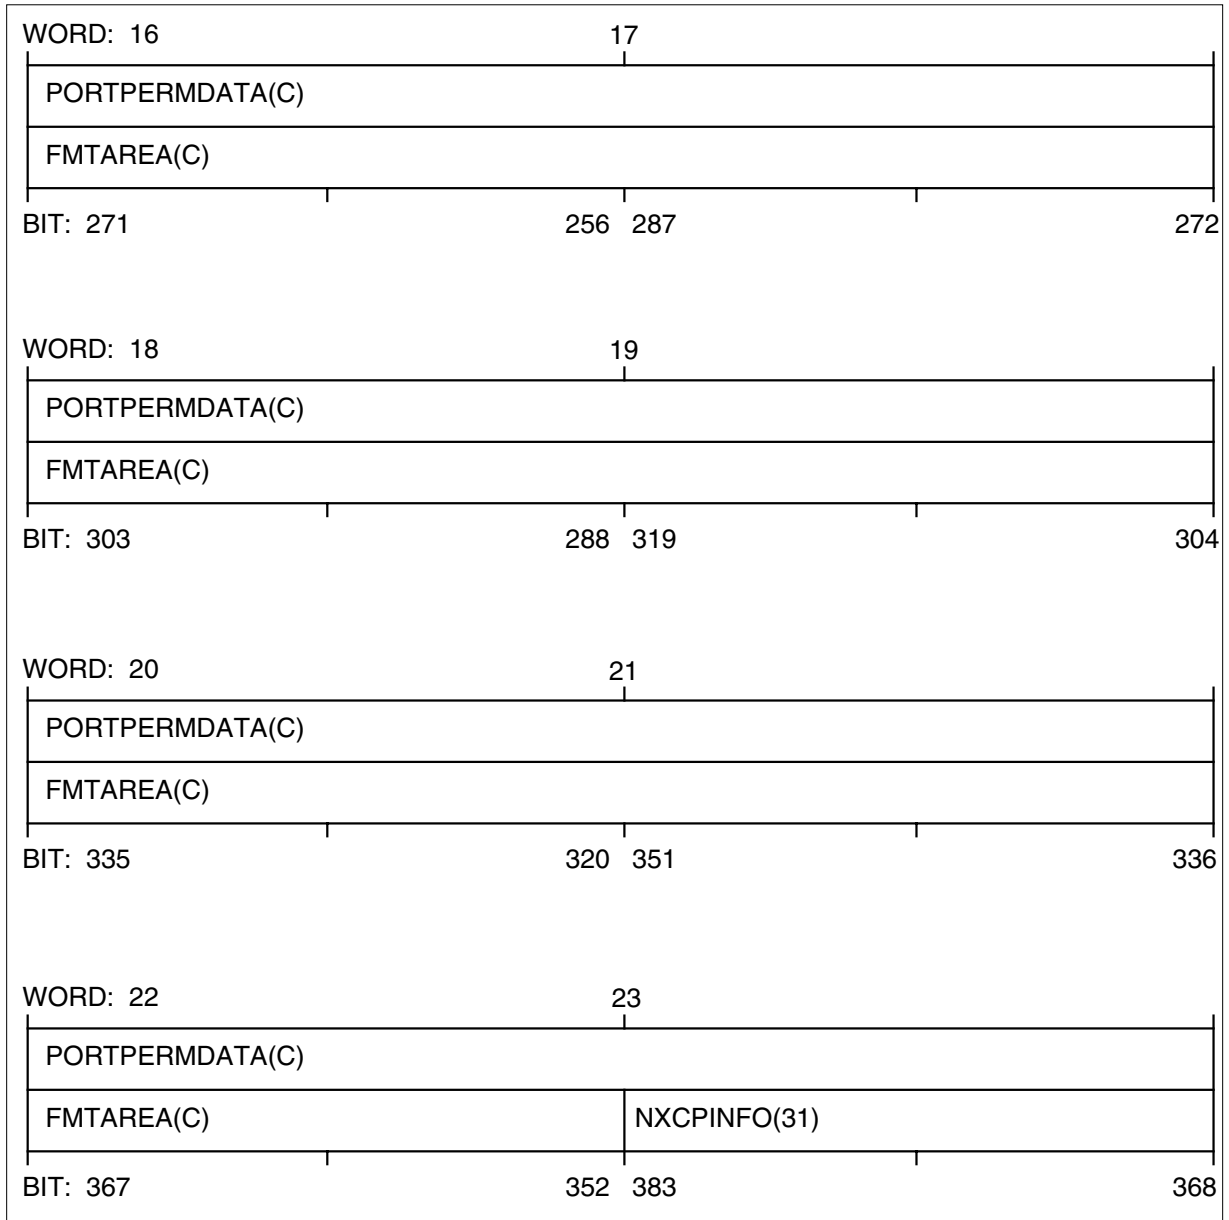 WORD: 16 17
PORTPERMDATA(C)
FMTAREA(C)
BIT: 271 256 287 272
WORD: 18 19
PORTPERMDATA(C)
FMTAREA(C)
BIT: 303 288 319 304
WORD: 20 21
PORTPERMDATA(C)
FMTAREA(C)
BIT: 335 320 351 336
WORD: 22 23
PORTPERMDATA(C)
FMTAREA(C) NXCPINFO(31)
BIT: 367 352 383 368